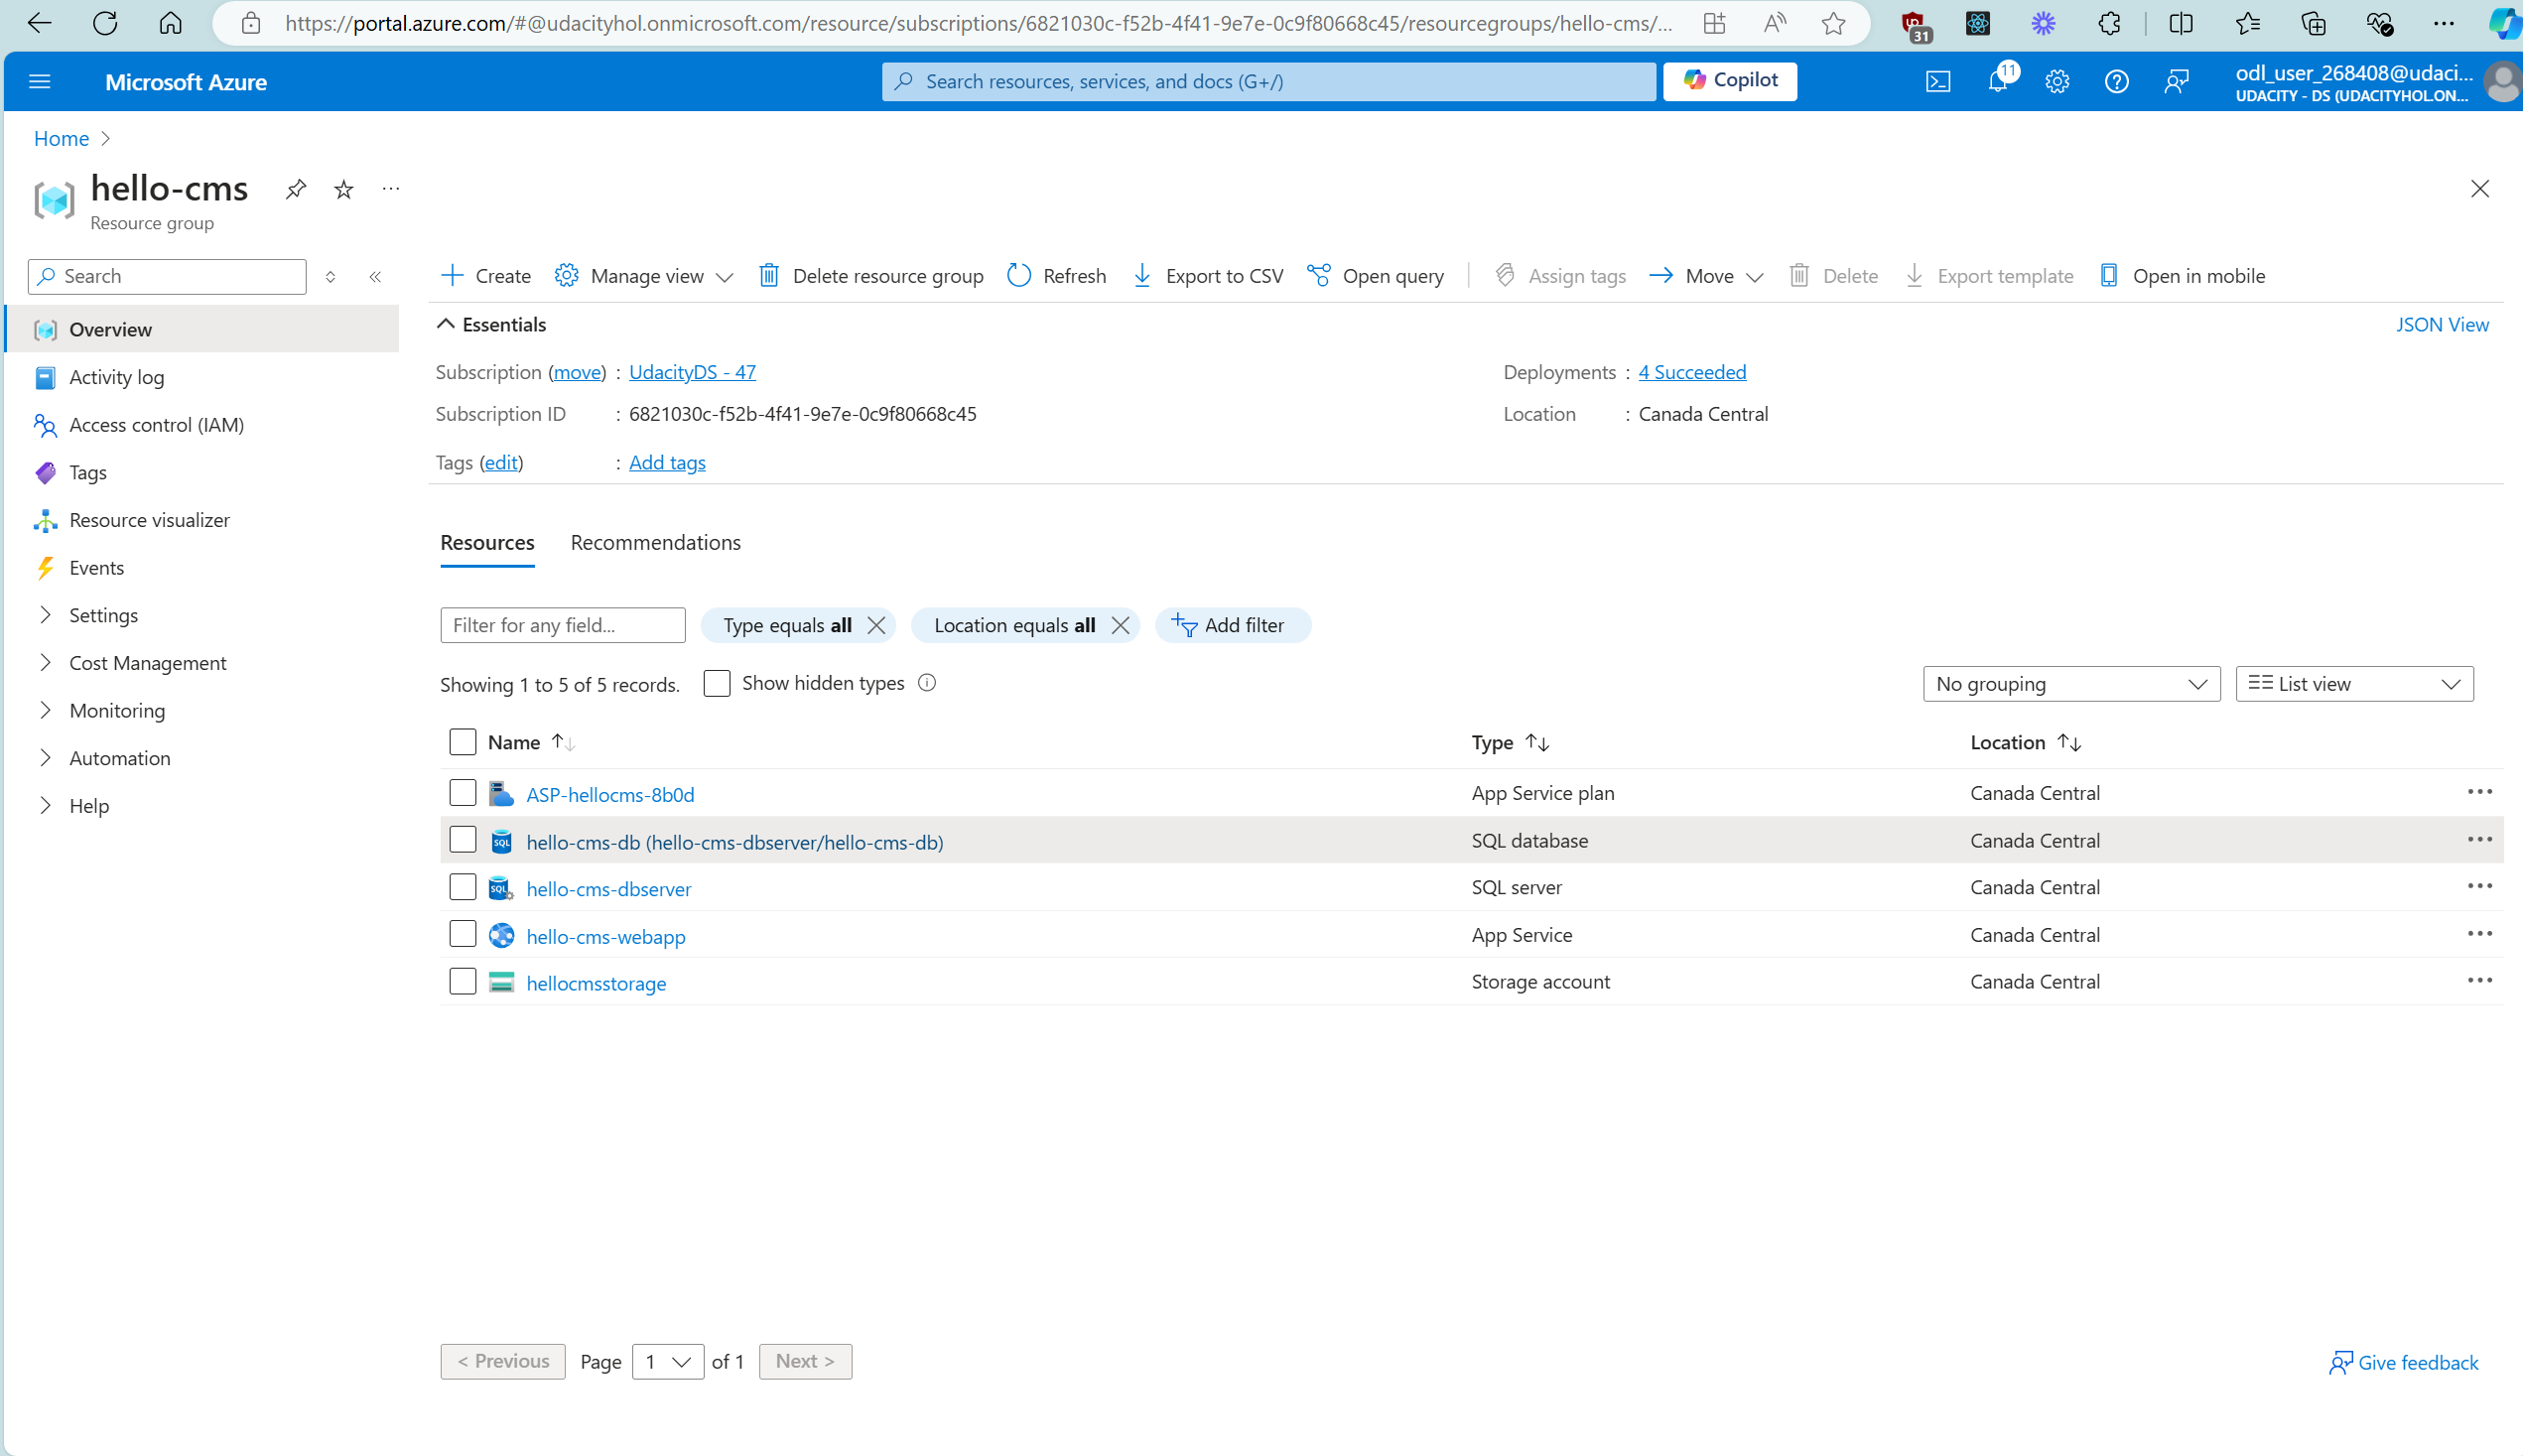 https://portal.azure.com/#@udacityhol.onmicrosoft.com/resource/subscriptions/6821030c-f52b-4f41-9e7e-0c9f80668c45/resourcegroups/hello-cms/...
31
Microsoft Azure
Search resources, services, and docs (G+/)
Copilot
11
odl_user_268408@udaci...
UDACITY - DS (UDACITYHOL.ON...
Home
hello-cms
Resource group
Search
Create
Manage view
Delete resource group
Refresh
Export to CSV
Open query
Assign tags
Move
Delete
Export template
Open in mobile
Overview
Activity log
Access control (IAM)
Tags
Resource visualizer
Events
Settings
Cost Management
Monitoring
Automation
Help
Essentials
JSON View
Subscription (move) : UdacityDS - 47
Deployments : 4 Succeeded
Subscription ID : 6821030c-f52b-4f41-9e7e-0c9f80668c45
Location : Canada Central
Tags (edit) : Add tags
Resources Recommendations
Filter for any field...
Type equals all
Location equals all
Add filter
Showing 1 to 5 of 5 records.
Show hidden types
No grouping
List view
Name Type Location
ASP-hellocms-8b0d App Service plan Canada Central
SQL hello-cms-db (hello-cms-dbserver/hello-cms-db) SQL database Canada Central
SQL hello-cms-dbserver SQL server Canada Central
hello-cms-webapp App Service Canada Central
hellocmsstorage Storage account Canada Central
< Previous Page 1 of 1 Next >
Give feedback